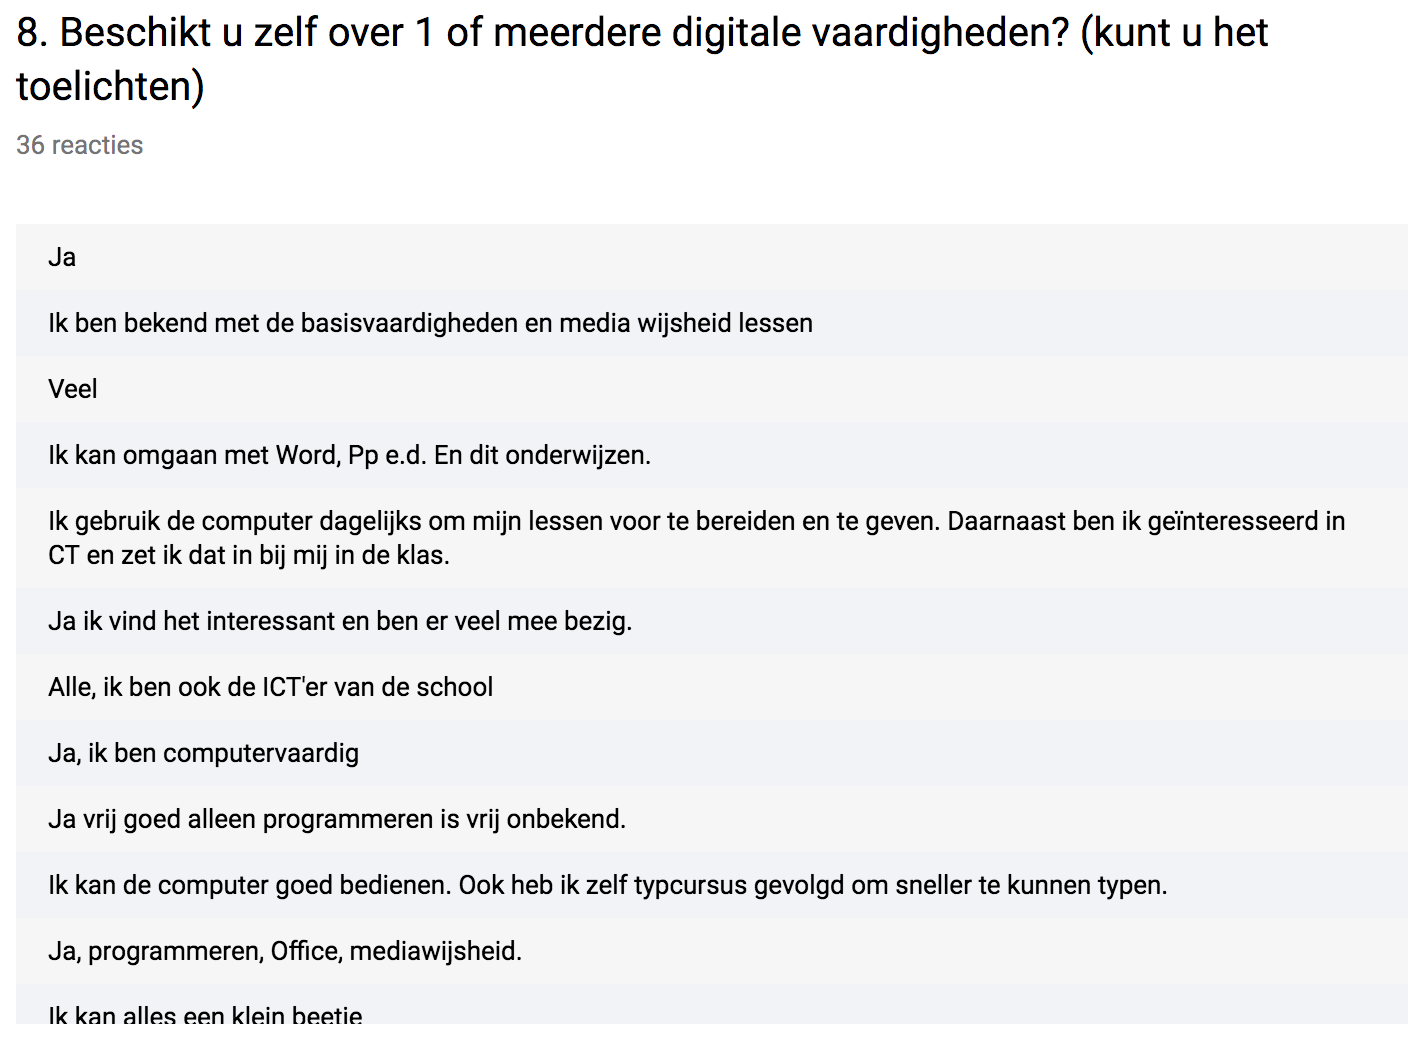 8. Beschikt u zelf over 1 of meerdere digitale vaardigheden? (kunt u het
toelichten)
36 reacties
Ja
Ik ben bekend met de basisvaardigheden en media wijsheid lessen
Veel
Ik kan omgaan met Word, Pp e.d. En dit onderwijzen.
Ik gebruik de computer dagelijks om mijn lessen voor te bereiden en te geven. Daarnaast ben ik geïnteresseerd in
CT en zet ik dat in bij mij in de klas.
Ja ik vind het interessant en ben er veel mee bezig.
Alle, ik ben ook de ICT'er van de school
Ja, ik ben computervaardig
Ja vrij goed alleen programmeren is vrij onbekend.
Ik kan de computer goed bedienen. Ook heb ik zelf typcursus gevolgd om sneller te kunnen typen.
Ja, programmeren, Office, mediawijsheid.
Ik kan alles een klein beetje